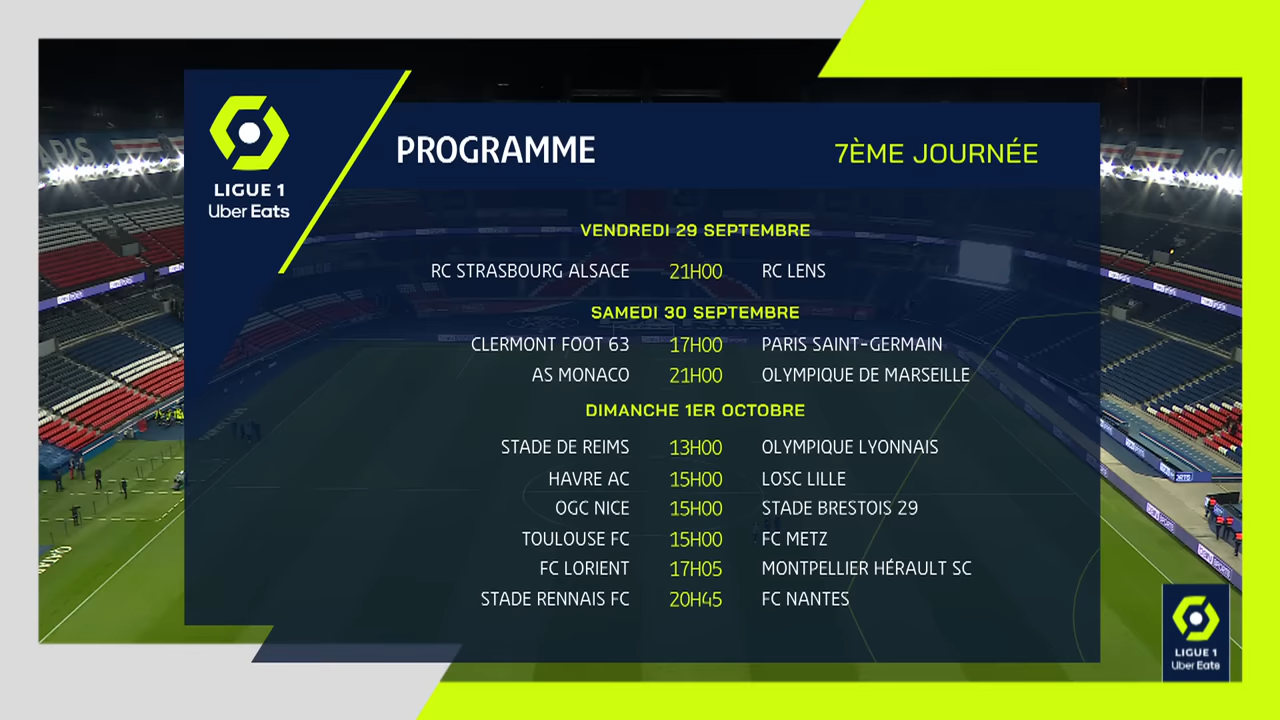 LIGUE 1
Uber Eats
PROGRAMME
7ÈME JOURNÉE
VENDREDI 29 SEPTEMBRE
RC STRASBOURG ALSACE 21H00 RC LENS
SAMEDI 30 SEPTEMBRE
CLERMONT FOOT 63 17H00 PARIS SAINT-GERMAIN
AS MONACO 21H00 OLYMPIQUE DE MARSEILLE
DIMANCHE 1ER OCTOBRE
STADE DE REIMS 13H00 OLYMPIQUE LYONNAIS
HAVRE AC 15H00 LOSC LILLE
OGC NICE 15H00 STADE BRESTOIS 29
TOULOUSE FC 15H00 FC METZ
FC LORIENT 17H05 MONTPELLIER HÉRAULT SC
STADE RENNAIS FC 20H45 FC NANTES
PARIS
LIGUE 1
Uber Eats